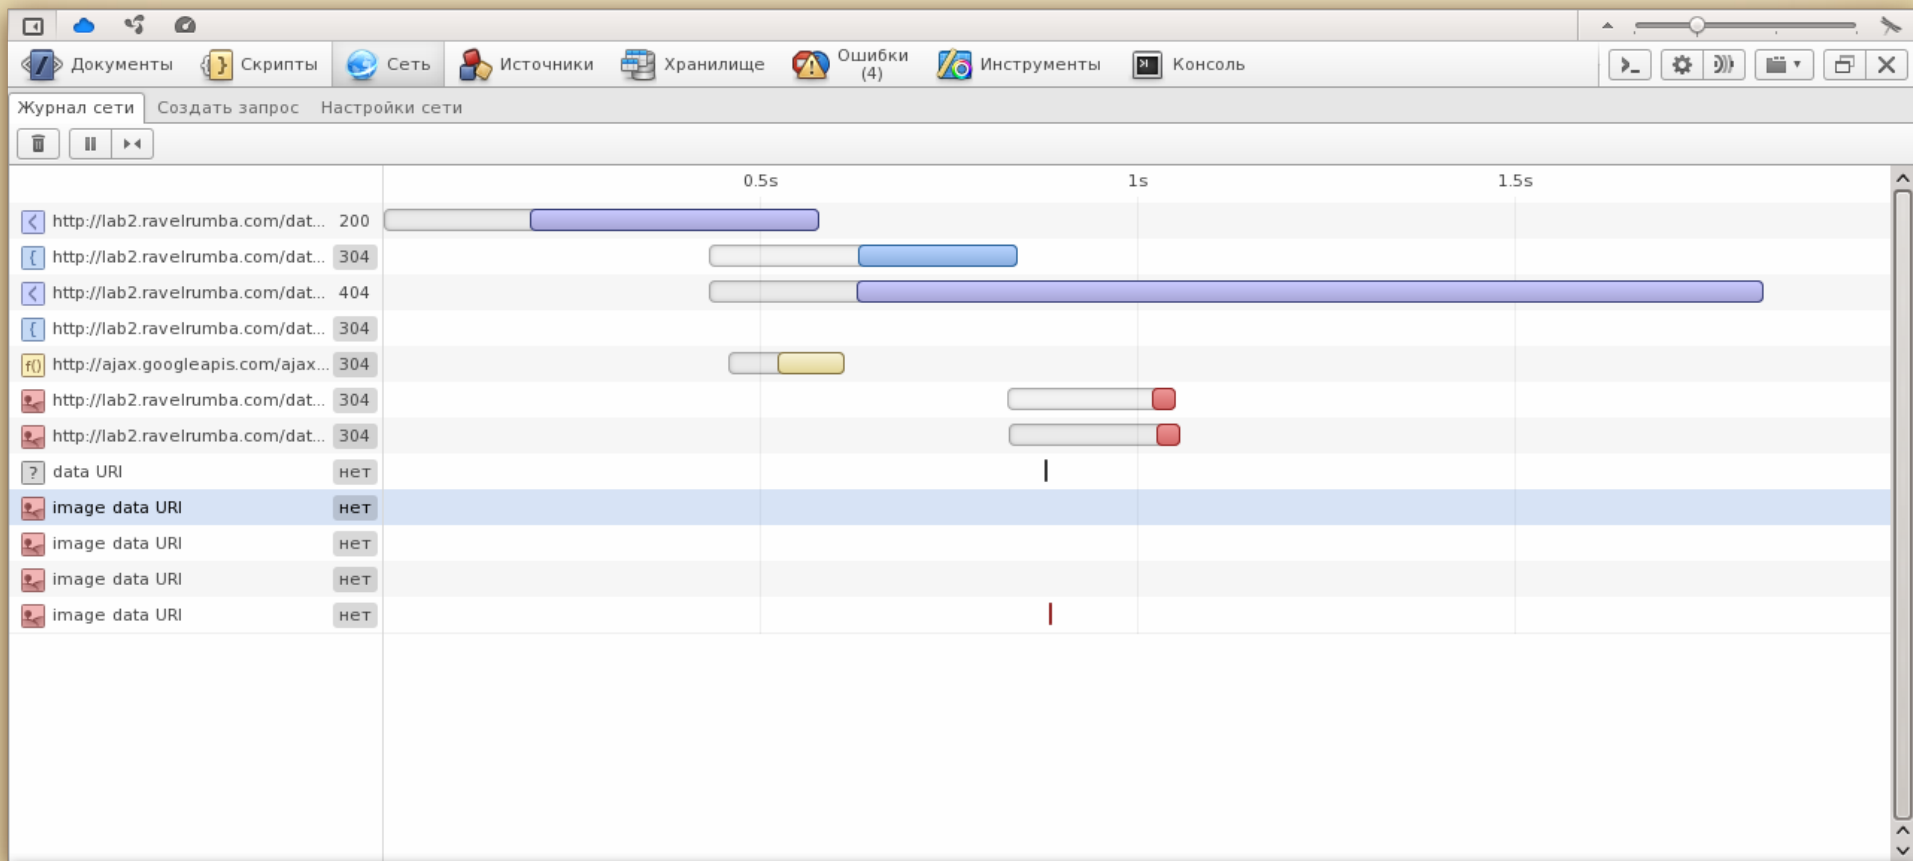 Документы Скрипты Сеть Источники Хранилище Ошибки (4) Инструменты Консоль
Журнал сети Создать запрос Настройки сети
0.5s 1s 1.5s
http://lab2.ravelrumba.com/dat... 200
http://lab2.ravelrumba.com/dat... 304
http://lab2.ravelrumba.com/dat... 404
http://lab2.ravelrumba.com/dat... 304
f() http://ajax.googleapis.com/ajax... 304
http://lab2.ravelrumba.com/dat... 304
http://lab2.ravelrumba.com/dat... 304
? data URI нет
image data URI нет
image data URI нет
image data URI нет
image data URI нет